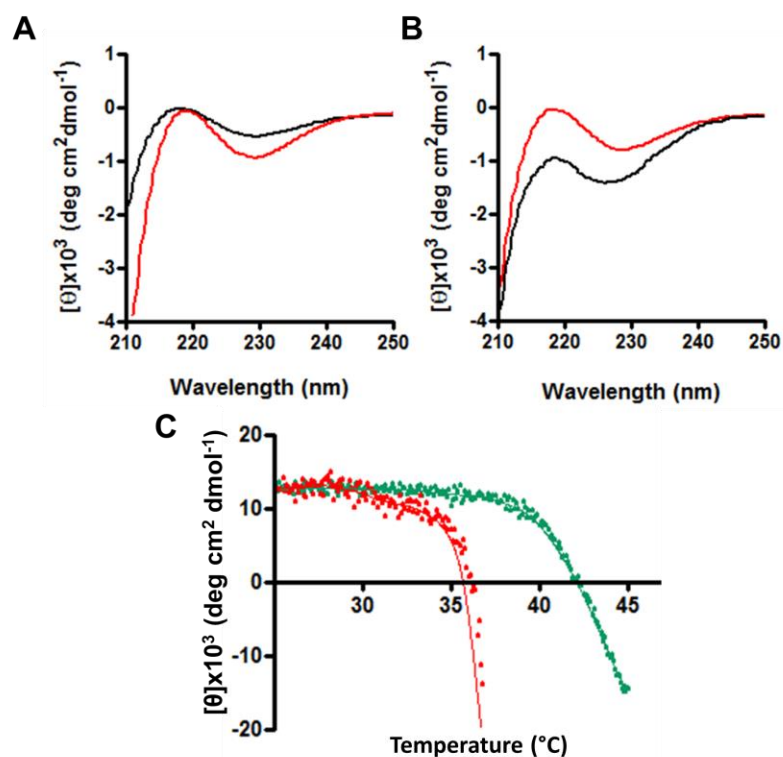 A
B
1
0
-1
-2
-3
-4
[θ]x10³ (deg cm²dmol⁻¹)
210 220 230 240 250
Wavelength (nm)
1
0
-1
-2
-3
-4
[θ]x10³ (deg cm²dmol⁻¹)
210 220 230 240 250
Wavelength (nm)
C
20
10
0
-10
-20
[θ]x10³ (deg cm² dmol⁻¹)
30 35 40 45
Temperature (°C)